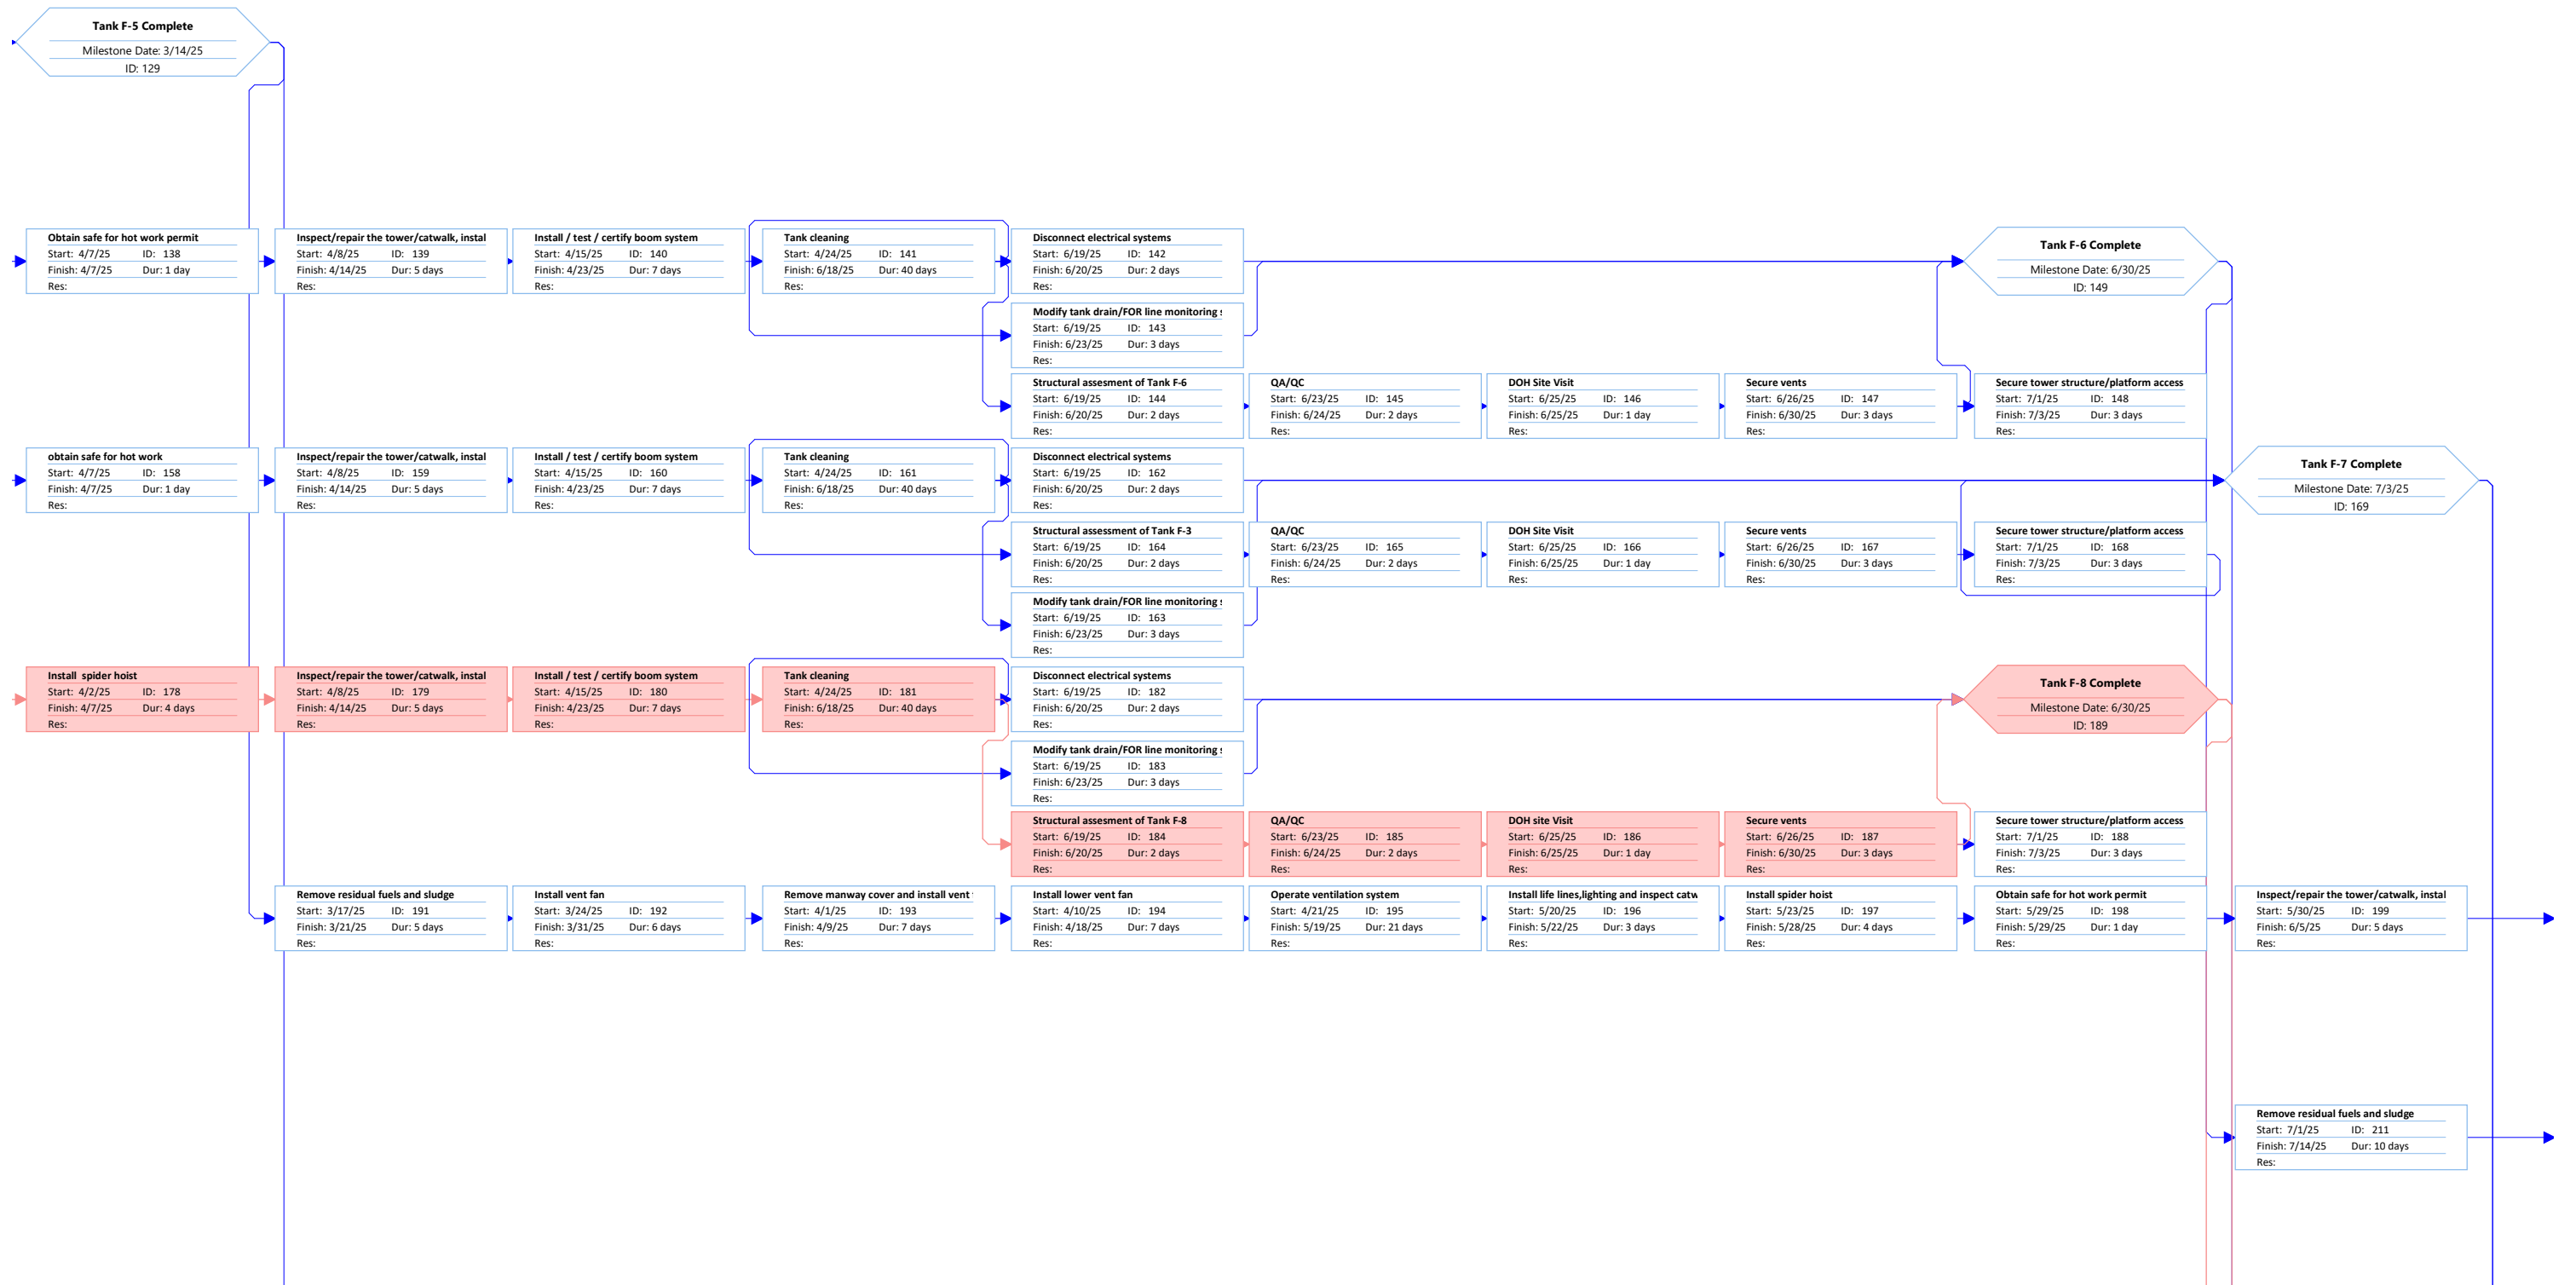 Tank F-5 Complete
Milestone Date: 3/14/25
ID: 129
Obtain safe for hot work permit
Start: 4/7/25 ID: 138
Finish: 4/7/25 Dur: 1 day
Res:
Inspect/repair the tower/catwalk, instal
Start: 4/8/25 ID: 139
Finish: 4/14/25 Dur: 5 days
Res:
Install / test / certify boom system
Start: 4/15/25 ID: 140
Finish: 4/23/25 Dur: 7 days
Res:
Tank cleaning
Start: 4/24/25 ID: 141
Finish: 6/18/25 Dur: 40 days
Res:
Disconnect electrical systems
Start: 6/19/25 ID: 142
Finish: 6/20/25 Dur: 2 days
Res:
Tank F-6 Complete
Milestone Date: 6/30/25
ID: 149
Modify tank drain/FOR line monitoring s
Start: 6/19/25 ID: 143
Finish: 6/23/25 Dur: 3 days
Res:
Structural assesment of Tank F-6
Start: 6/19/25 ID: 144
Finish: 6/20/25 Dur: 2 days
Res:
QA/QC
Start: 6/23/25 ID: 145
Finish: 6/24/25 Dur: 2 days
Res:
DOH Site Visit
Start: 6/25/25 ID: 146
Finish: 6/25/25 Dur: 1 day
Res:
Secure vents
Start: 6/26/25 ID: 147
Finish: 6/30/25 Dur: 3 days
Res:
Secure tower structure/platform access
Start: 7/1/25 ID: 148
Finish: 7/3/25 Dur: 3 days
Res:
obtain safe for hot work
Start: 4/7/25 ID: 158
Finish: 4/7/25 Dur: 1 day
Res:
Inspect/repair the tower/catwalk, instal
Start: 4/8/25 ID: 159
Finish: 4/14/25 Dur: 5 days
Res:
Install / test / certify boom system
Start: 4/15/25 ID: 160
Finish: 4/23/25 Dur: 7 days
Res:
Tank cleaning
Start: 4/24/25 ID: 161
Finish: 6/18/25 Dur: 40 days
Res:
Disconnect electrical systems
Start: 6/19/25 ID: 162
Finish: 6/20/25 Dur: 2 days
Res:
Tank F-7 Complete
Milestone Date: 7/3/25
ID: 169
Structural assessment of Tank F-3
Start: 6/19/25 ID: 164
Finish: 6/20/25 Dur: 2 days
Res:
QA/QC
Start: 6/23/25 ID: 165
Finish: 6/24/25 Dur: 2 days
Res:
DOH Site Visit
Start: 6/25/25 ID: 166
Finish: 6/25/25 Dur: 1 day
Res:
Secure vents
Start: 6/26/25 ID: 167
Finish: 6/30/25 Dur: 3 days
Res:
Secure tower structure/platform access
Start: 7/1/25 ID: 168
Finish: 7/3/25 Dur: 3 days
Res:
Modify tank drain/FOR line monitoring s
Start: 6/19/25 ID: 163
Finish: 6/23/25 Dur: 3 days
Res:
Install spider hoist
Start: 4/2/25 ID: 178
Finish: 4/7/25 Dur: 4 days
Res:
Inspect/repair the tower/catwalk, instal
Start: 4/8/25 ID: 179
Finish: 4/14/25 Dur: 5 days
Res:
Install / test / certify boom system
Start: 4/15/25 ID: 180
Finish: 4/23/25 Dur: 7 days
Res:
Tank cleaning
Start: 4/24/25 ID: 181
Finish: 6/18/25 Dur: 40 days
Res:
Disconnect electrical systems
Start: 6/19/25 ID: 182
Finish: 6/20/25 Dur: 2 days
Res:
Tank F-8 Complete
Milestone Date: 6/30/25
ID: 189
Modify tank drain/FOR line monitoring s
Start: 6/19/25 ID: 183
Finish: 6/23/25 Dur: 3 days
Res:
Structural assesment of Tank F-8
Start: 6/19/25 ID: 184
Finish: 6/20/25 Dur: 2 days
Res:
QA/QC
Start: 6/23/25 ID: 185
Finish: 6/24/25 Dur: 2 days
Res:
DOH site Visit
Start: 6/25/25 ID: 186
Finish: 6/25/25 Dur: 1 day
Res:
Secure vents
Start: 6/26/25 ID: 187
Finish: 6/30/25 Dur: 3 days
Res:
Secure tower structure/platform access
Start: 7/1/25 ID: 188
Finish: 7/3/25 Dur: 3 days
Res:
Remove residual fuels and sludge
Start: 3/17/25 ID: 191
Finish: 3/21/25 Dur: 5 days
Res:
Install vent fan
Start: 3/24/25 ID: 192
Finish: 3/31/25 Dur: 6 days
Res:
Remove manway cover and install vent
Start: 4/1/25 ID: 193
Finish: 4/9/25 Dur: 7 days
Res:
Install lower vent fan
Start: 4/10/25 ID: 194
Finish: 4/18/25 Dur: 7 days
Res:
Operate ventilation system
Start: 4/21/25 ID: 195
Finish: 5/19/25 Dur: 21 days
Res:
Install life lines,lighting and inspect catw
Start: 5/20/25 ID: 196
Finish: 5/22/25 Dur: 3 days
Res:
Install spider hoist
Start: 5/23/25 ID: 197
Finish: 5/28/25 Dur: 4 days
Res:
Obtain safe for hot work permit
Start: 5/29/25 ID: 198
Finish: 5/29/25 Dur: 1 day
Res:
Inspect/repair the tower/catwalk, instal
Start: 5/30/25 ID: 199
Finish: 6/5/25 Dur: 5 days
Res:
Remove residual fuels and sludge
Start: 7/1/25 ID: 211
Finish: 7/14/25 Dur: 10 days
Res: